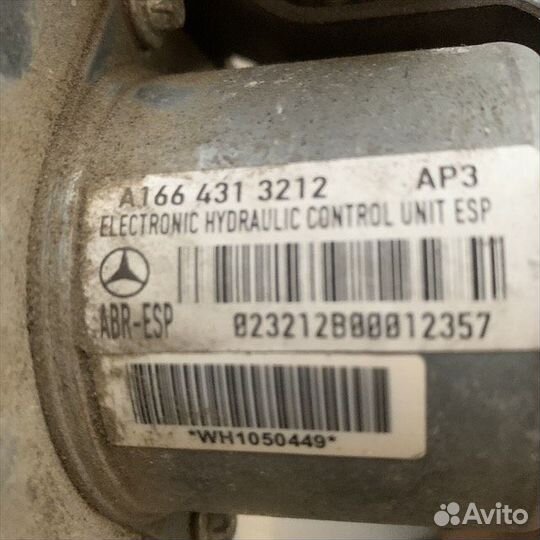 A166 431 3212 AP3
ELECTRONIC HYDRAULIC CONTROL UNIT ESP
ABR-ESP 023212B00012357
*WH1050449*
Avito